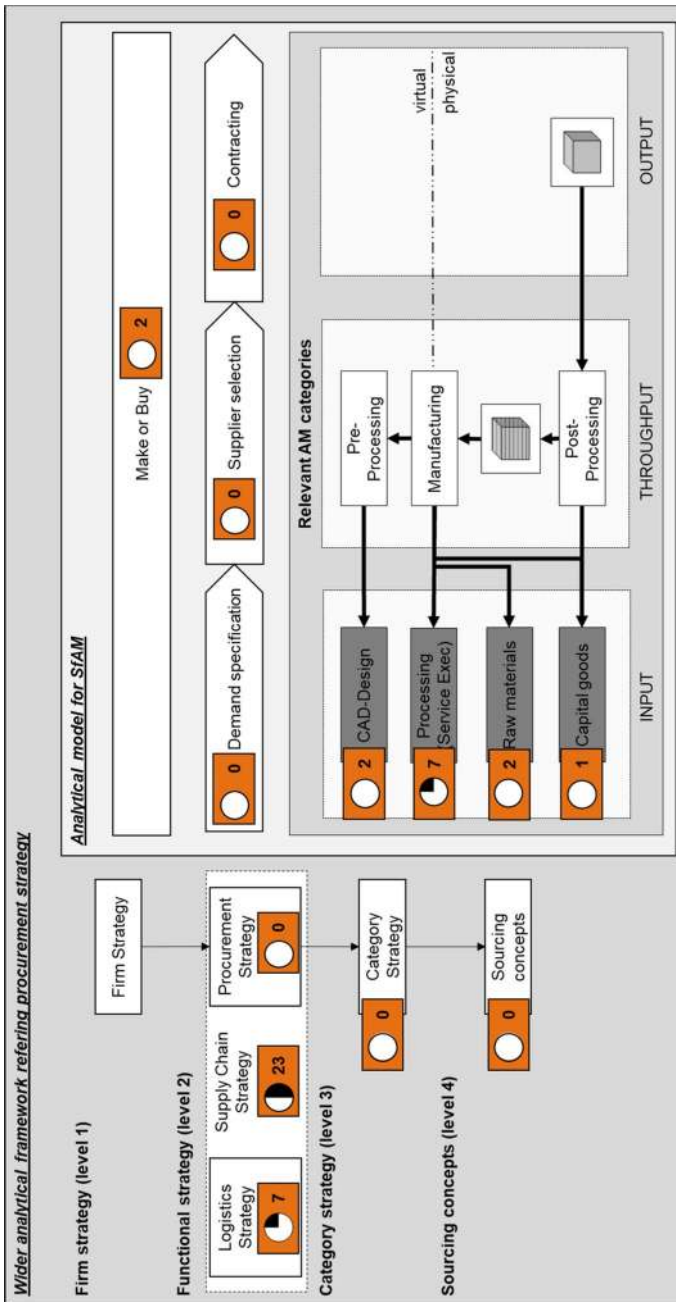 Wider analytical framework refering procurement strategy
Firm strategy (level 1)
Firm Strategy
Functional strategy (level 2)
Logistics
Strategy
7
Supply Chain
Strategy
23
Procurement
Strategy
0
Category strategy (level 3)
0
Category
Strategy
Sourcing concepts (level 4)
0
Sourcing
concepts
Analytical model for SfAM
Make or Buy
2
0
Demand specification
0
Supplier selection
0
Contracting
Relevant AM categories
2
CAD-Design
7
Processing
(Service Exec)
2
Raw materials
1
Capital goods
INPUT
Pre-
Processing
Manufacturing
Post-
Processing
THROUGHPUT
virtual
physical
OUTPUT